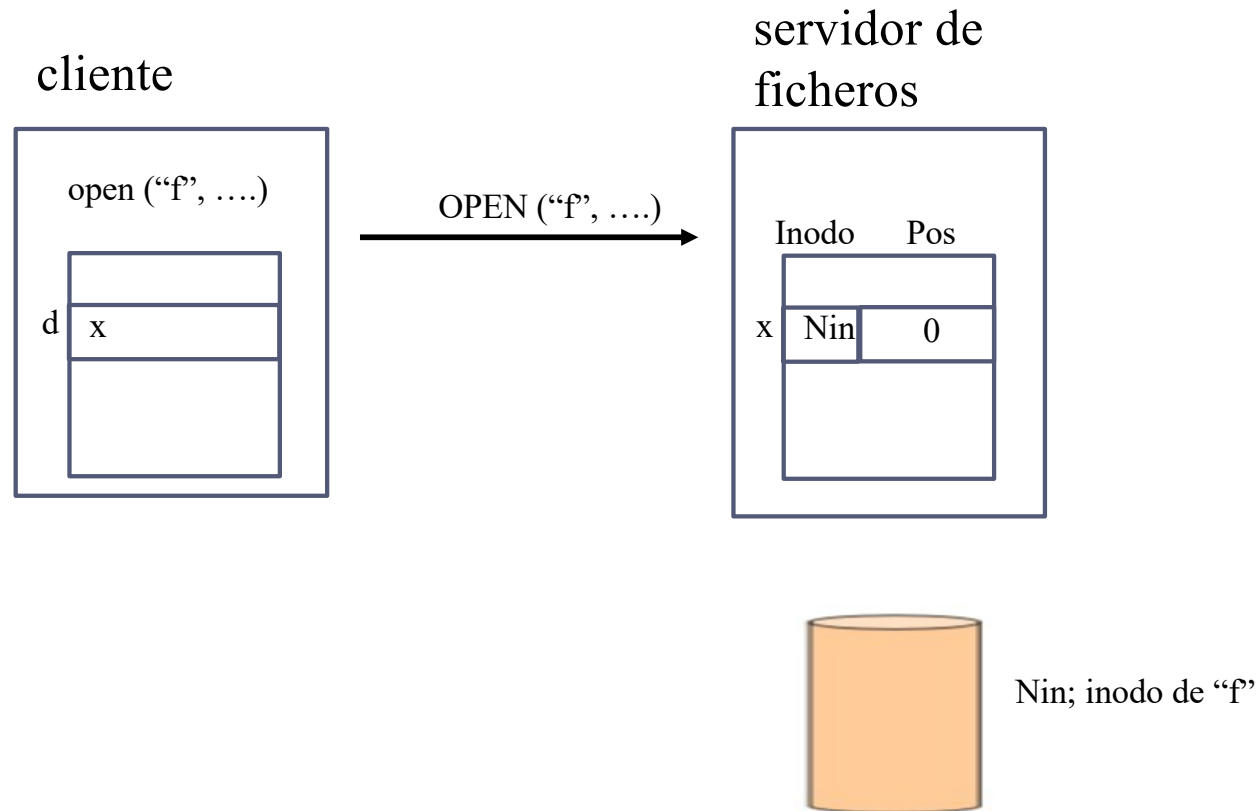 cliente
servidor de
ficheros
open (“f”, ….)
OPEN (“f”, ….)
Inodo Pos
d x
x Nin 0
Nin; inodo de “f”